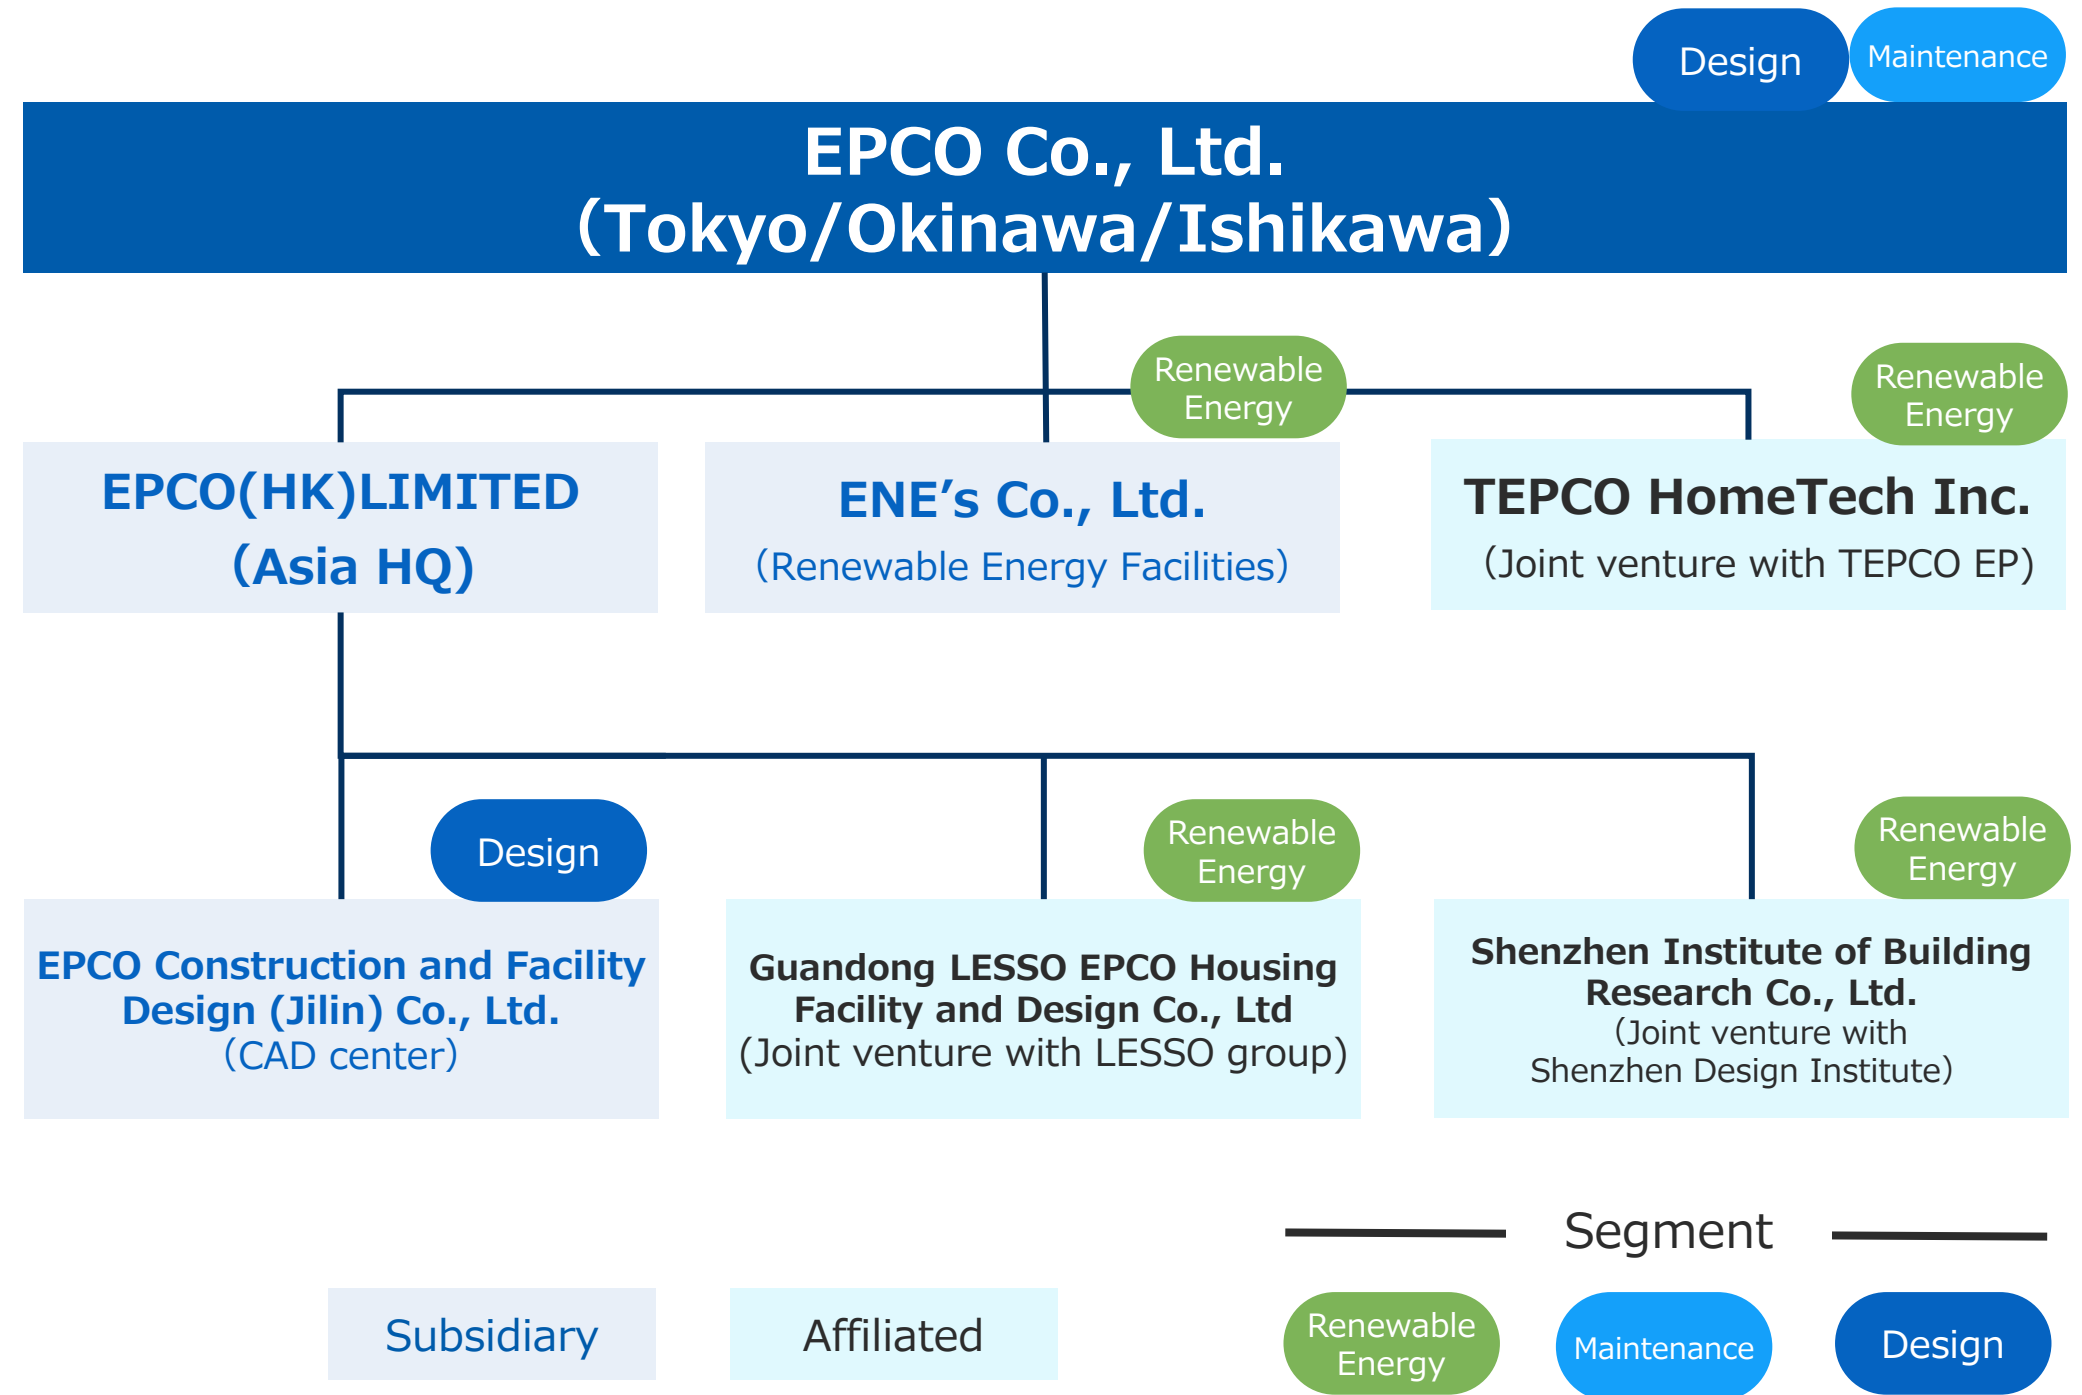 Design
Maintenance
EPCO Co., Ltd.
（Tokyo/Okinawa/Ishikawa）
Renewable
Energy
Renewable
Energy
EPCO(HK)LIMITED
（Asia HQ)
ENE’s Co., Ltd.
（Renewable Energy Facilities）
TEPCO HomeTech Inc.
（Joint venture with TEPCO EP)
Design
Renewable
Energy
Renewable
Energy
EPCO Construction and Facility
Design (Jilin) Co., Ltd.
（CAD center）
Guandong LESSO EPCO Housing
Facility and Design Co., Ltd
(Joint venture with LESSO group)
Shenzhen Institute of Building
Research Co., Ltd.
（Joint venture with
Shenzhen Design Institute）
Segment
Subsidiary
Affiliated
Renewable
Energy
Maintenance
Design